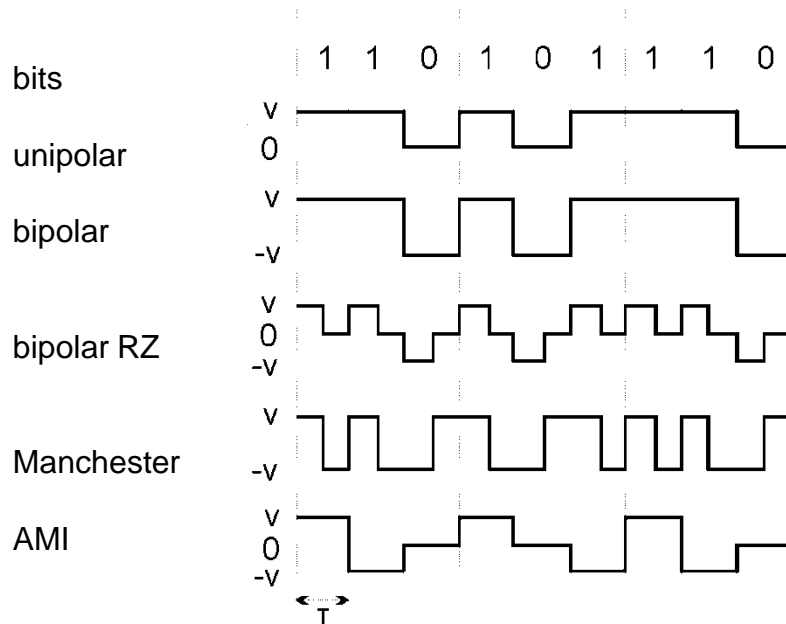 1 1 0 1 0 1 1 1 0
bits
V
unipolar
0
V
bipolar
-V
V
0
bipolar RZ
-V
V
Manchester
-V
V
AMI
0
-V
T